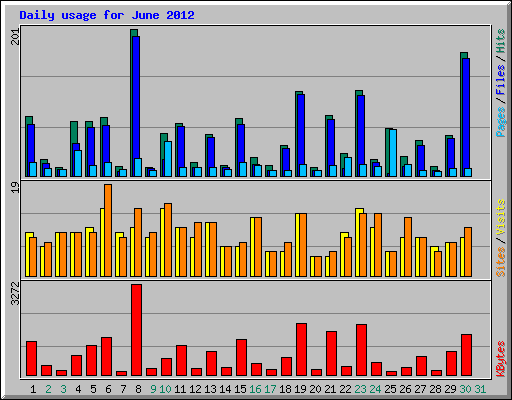 Daily usage for June 2012
201
Pages / Files / Hits
19
Sites / Visits
3272
KBytes
1 2 3 4 5 6 7 8 9 10 11 12 13 14 15 16 17 18 19 20 21 22 23 24 25 26 27 28 29 30 31